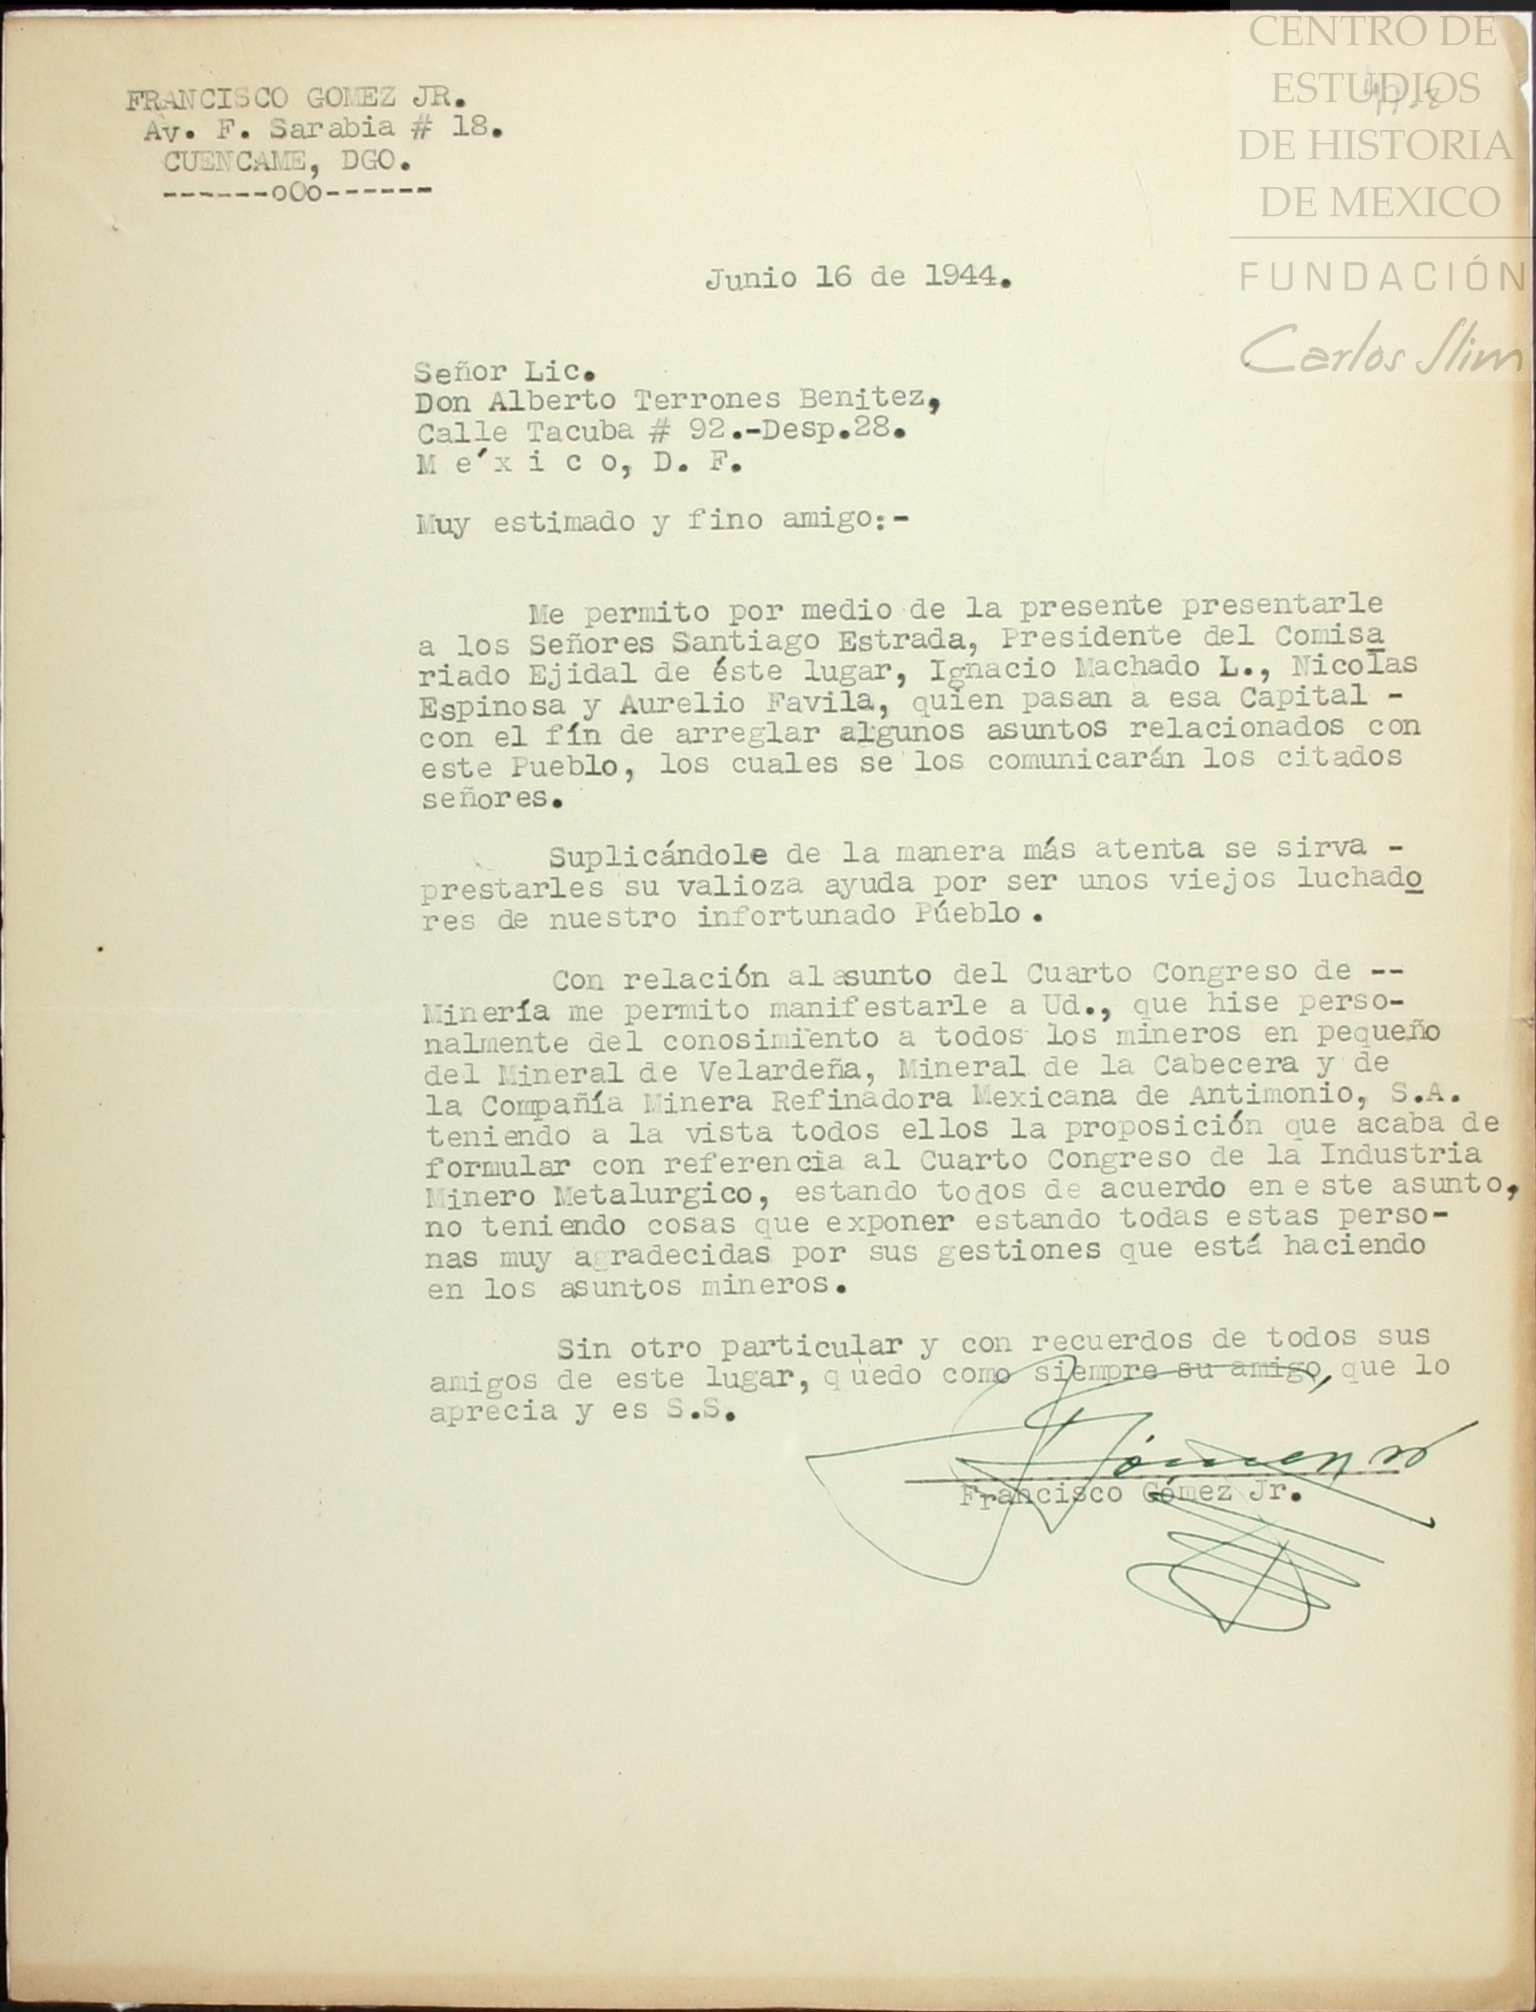 CENTRO DE
ESTUDIOS
DE HISTORIA
DE MEXICO
FUNDACIÓN
Carlos Slim
FRANCISCO GOMEZ JR.
Av. F. Sarabia # 18.
CUENCAME, DGO.
------oOo------
Junio 16 de 1944.
Señor Lic.
Don Alberto Terrones Benitez,
Calle Tacuba # 92.-Desp.28.
M e´x i c o, D. F.
Muy estimado y fino amigo:-
Me permito por medio de la presente presentarle
a los Señores Santiago Estrada, Presidente del Comisa
riado Ejidal de éste lugar, Ignacio Machado L., Nicolas
Espinosa y Aurelio Favila, quien pasan a esa Capital -
con el fín de arreglar algunos asuntos relacionados con
este Pueblo, los cuales se los comunicarán los citados
señores.
Suplicándole de la manera más atenta se sirva -
prestarles su valioza ayuda por ser unos viejos luchado
res de nuestro infortunado Púeblo.
Con relación al asunto del Cuarto Congreso de --
Minería me permito manifestarle a Ud., que hise perso-
nalmente del conosimiento a todos los mineros en pequeño
del Mineral de Velardeña, Mineral de la Cabecera y de
la Compañía Minera Refinadora Mexicana de Antimonio, S.A.
teniendo a la vista todos ellos la proposición que acaba de
formular con referencia al Cuarto Congreso de la Industria
Minero Metalurgico, estando todos de acuerdo en este asunto,
no teniendo cosas que exponer estando todas estas perso-
nas muy agradecidas por sus gestiones que está haciendo
en los asuntos mineros.
Sin otro particular y con recuerdos de todos sus
amigos de este lugar, quedo como siempre su amigo, que lo
aprecia y es S.S.
Francisco Gómez Jr.